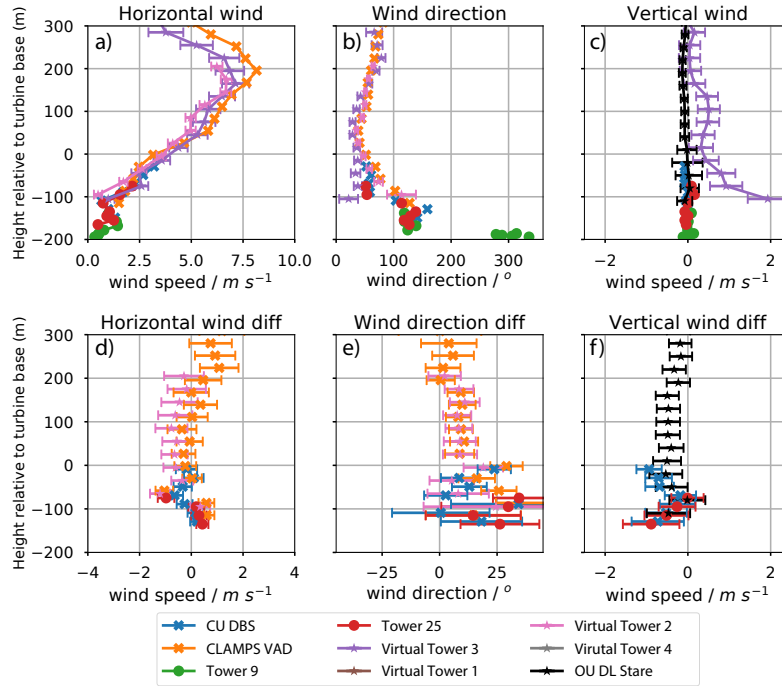 Horizontal wind
Wind direction
Vertical wind
Height relative to turbine base (m)
300
200
100
0
−100
−200
a)
b)
c)
0.0
2.5
5.0
7.5
10.0
0
100
200
300
−2
0
2
wind speed / m s⁻¹
wind direction / °
wind speed / m s⁻¹
Horizontal wind diff
Wind direction diff
Vertical wind diff
Height relative to turbine base (m)
300
200
100
0
−100
−200
d)
e)
f)
−4
−2
0
2
4
−25
0
25
−2
0
2
wind speed / m s⁻¹
wind direction / °
wind speed / m s⁻¹
CU DBS
CLAMPS VAD
Tower 9
Tower 25
Virtual Tower 3
Virtual Tower 1
Virtual Tower 2
Virutal Tower 4
OU DL Stare